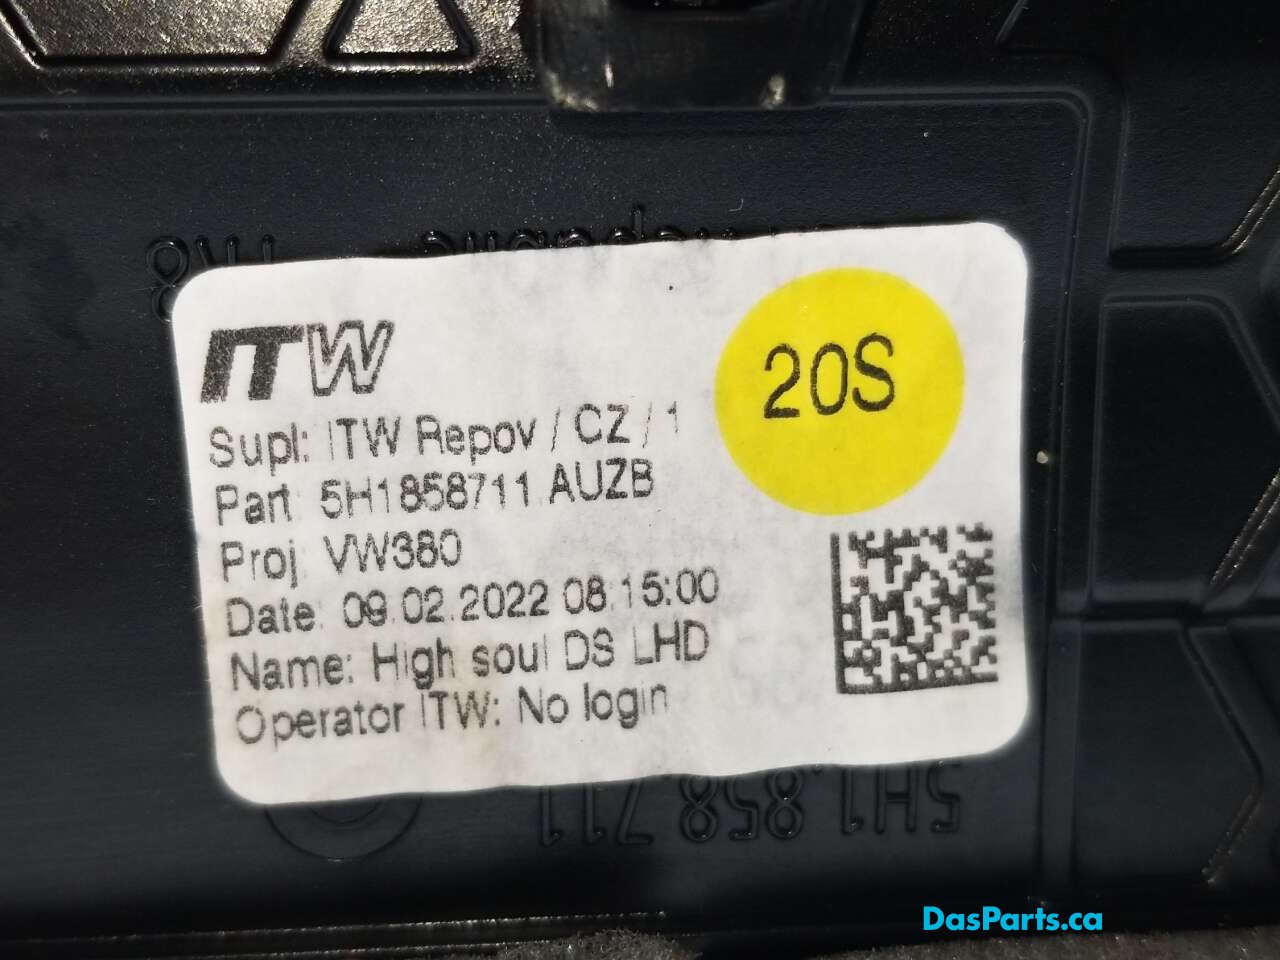 ITW
20S
Supl: ITW Repov / CZ / 1
Part: 5H1858711 AUZB
Proj: VW380
Date: 09.02.2022 08:15:00
Name: High soul DS LHD
Operator ITW: No login
5H1.858.711
DasParts.ca